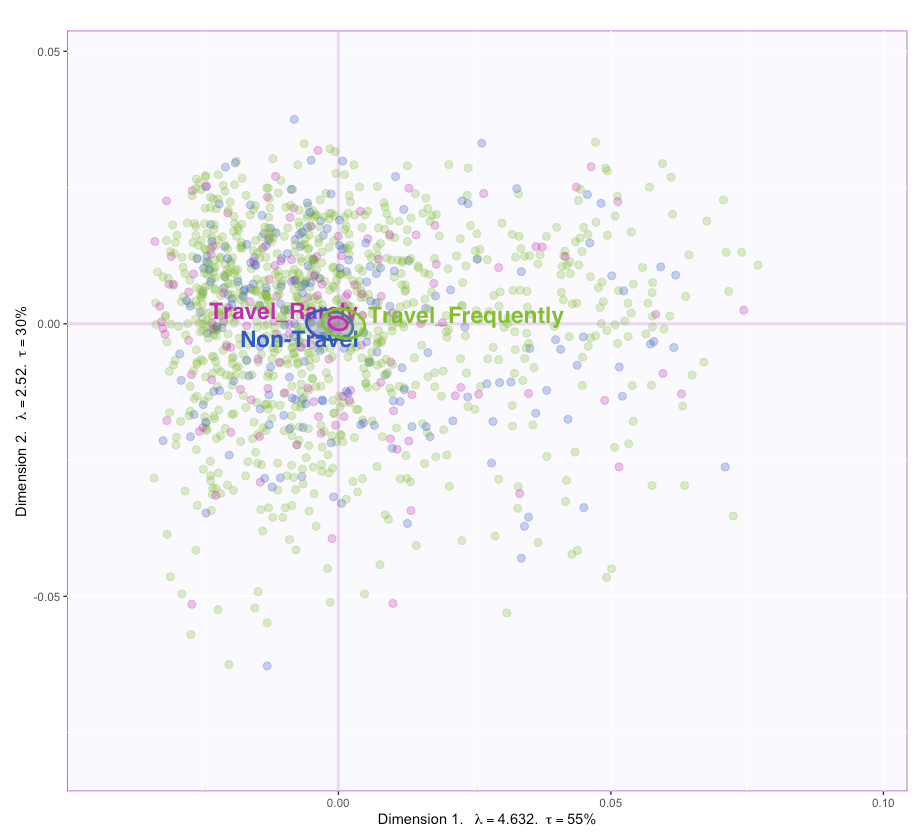 0.05
Travel_Rarely
Travel_Frequently
0.00
Non-Travel
-0.05
0.00
0.05
0.10
Dimension 1. λ = 4.632. τ = 55%
Dimension 2. λ = 2.52. τ = 30%